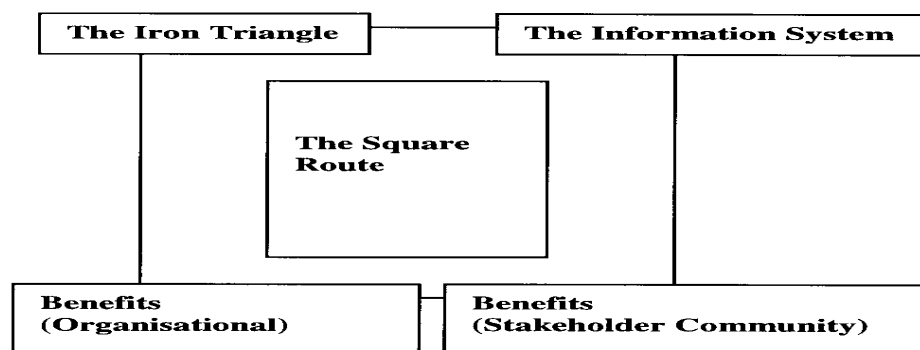 The Iron Triangle
The Information System
The Square
Route
Benefits
(Organisational)
Benefits
(Stakeholder Community)